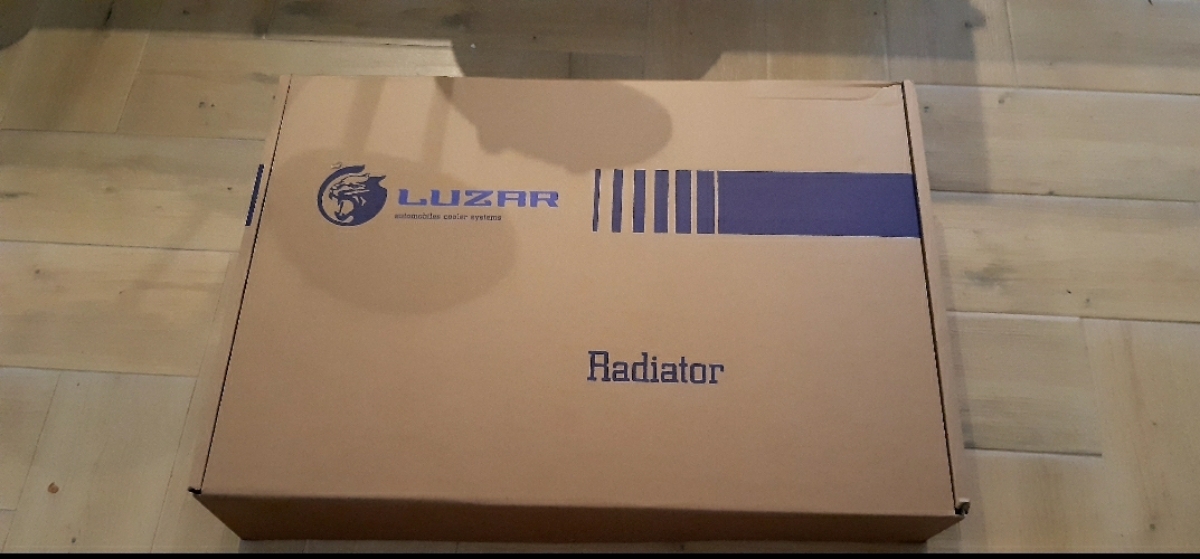 LUZAR
automobiles cooler systems
Radiator